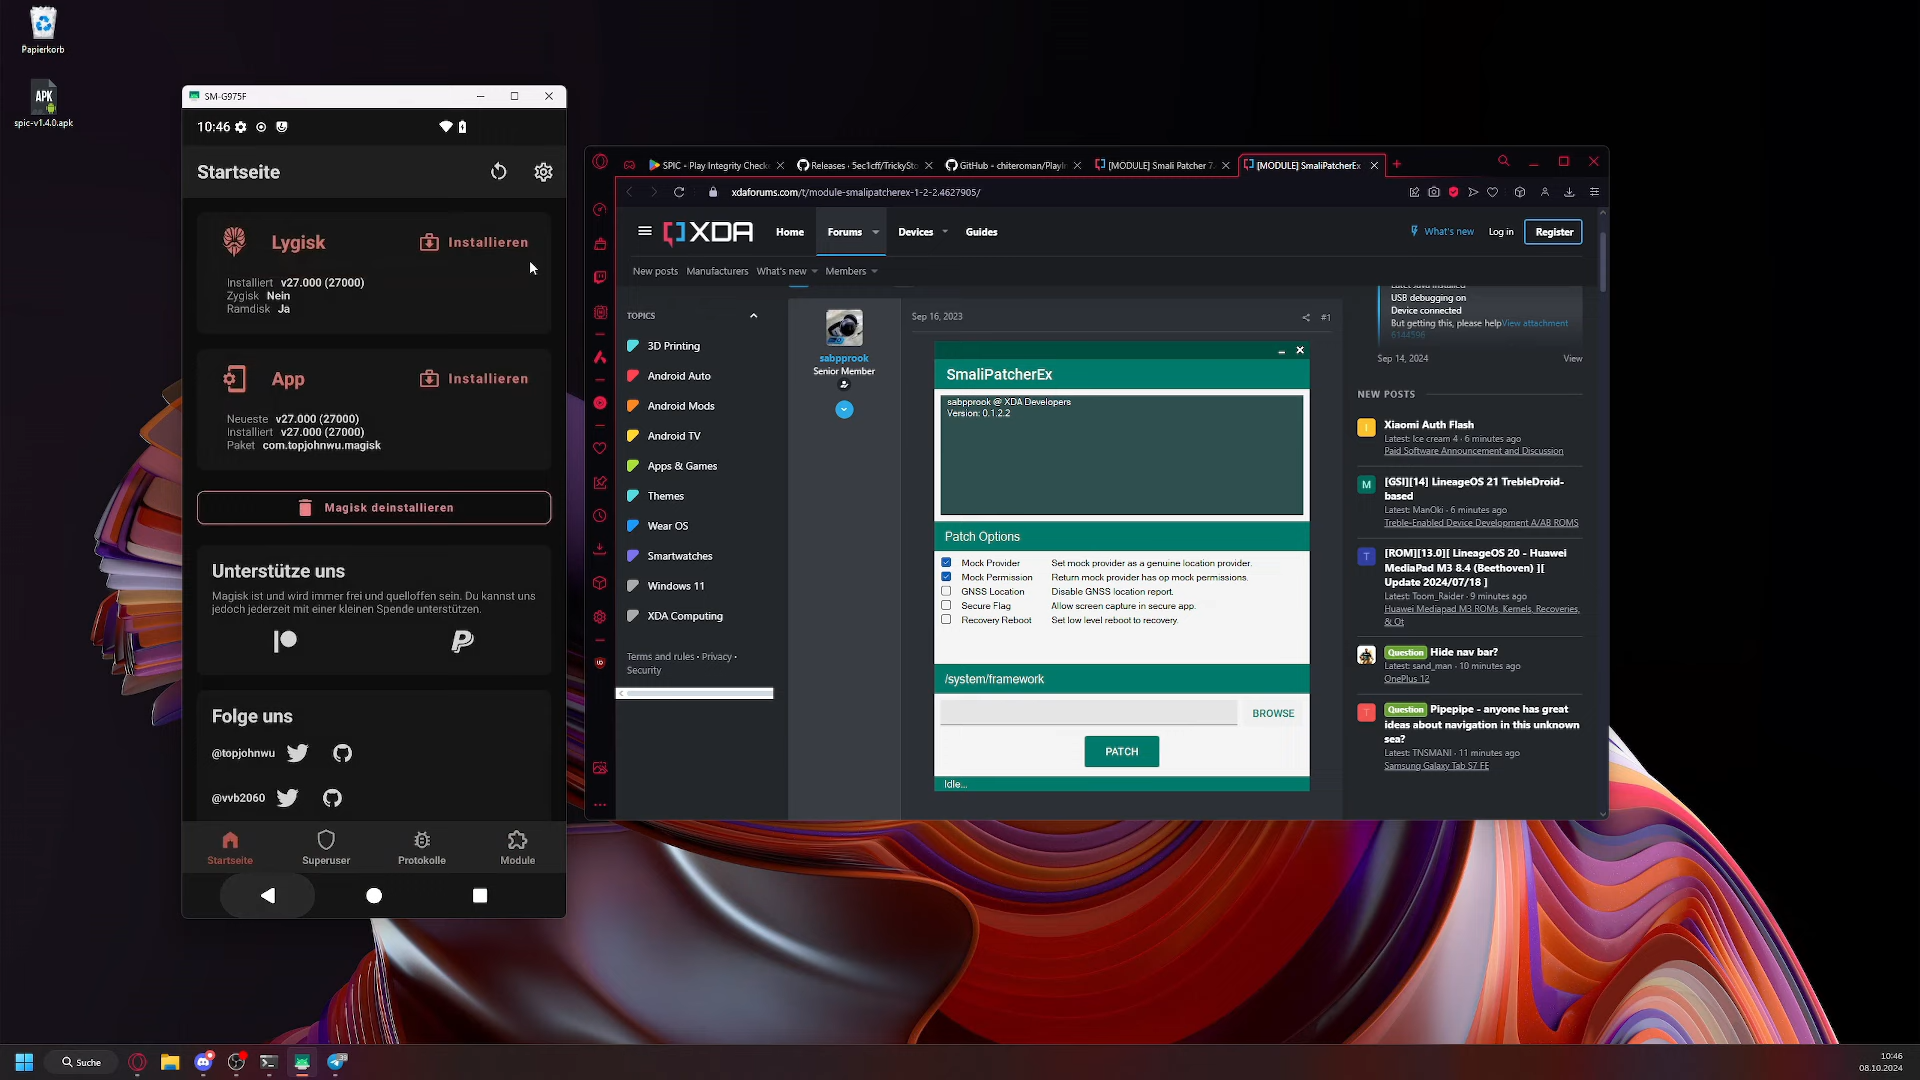 Papierkorb
APK
spic-v1.4.0.apk
SM-G975F
10:46
Startseite
Lygisk
Installieren
Installiert v27.000 (27000)
Zygisk Nein
Ramdisk Ja
App
Installieren
Neueste v27.000 (27000)
Installiert v27.000 (27000)
Paket com.topjohnwu.magisk
Magisk deinstallieren
Unterstütze uns
Magisk ist und wird immer frei und quelloffen sein. Du kannst uns
jedoch jederzeit mit einer kleinen Spende unterstützen.
Folge uns
@topjohnwu
@vvb2060
Startseite
Superuser
Protokolle
Module
SPIC - Play Integrity Check
Releases · 5ec1cff/TrickySto
GitHub - chiteroman/PlayI
[MODULE] Smali Patcher 7.
[MODULE] SmaliPatcherEx
xdaforums.com/t/module-smalipatcherex-1-2-2.4627905/
XDA
Home
Forums
Devices
Guides
What's new
Log in
Register
New posts
Manufacturers
What's new
Members
TOPICS
3D Printing
Android Auto
Android Mods
Android TV
Apps & Games
Themes
Wear OS
Smartwatches
Windows 11
XDA Computing
Terms and rules · Privacy ·
Security
sabpprook
Senior Member
Sep 16, 2023
#1
SmaliPatcherEx
sabpprook @ XDA Developers
Version: 0.1.2.2
Patch Options
Mock Provider Set mock provider as a genuine location provider.
Mock Permission Return mock provider has op mock permissions.
GNSS Location Disable GNSS location report.
Secure Flag Allow screen capture in secure app.
Recovery Reboot Set low level reboot to recovery.
/system/framework
BROWSE
PATCH
Idle...
USB debugging on
Device connected
But getting this, please helpView attachment
6144596
Sep 14, 2024
View
NEW POSTS
Xiaomi Auth Flash
Latest: Ice cream 4 · 6 minutes ago
Paid Software Announcement and Discussion
M
[GSI][14] LineageOS 21 TrebleDroid-
based
Latest: ManOki · 6 minutes ago
Treble-Enabled Device Development A/AB ROMS
T
[ROM][13.0][ LineageOS 20 - Huawei
MediaPad M3 8.4 (Beethoven) ][
Update 2024/07/18 ]
Latest: Toom_Raider · 9 minutes ago
Huawei Mediapad M3 ROMs, Kernels, Recoveries,
& Ot
Question Hide nav bar?
Latest: sand_man · 10 minutes ago
OnePlus 12
T
Question Pipepipe - anyone has great
ideas about navigation in this unknown
sea?
Latest: TNSMANI · 11 minutes ago
Samsung Galaxy Tab S7 FE
Suche
10:46
08.10.2024